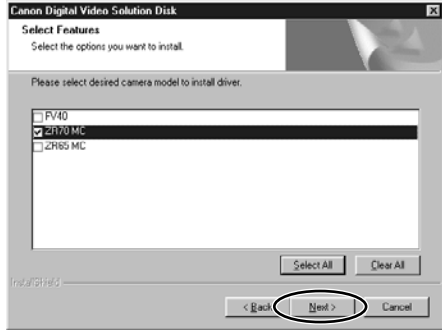 Canon Digital Video Solution Disk
Select Features
Select the options you want to install.
Please select desired camera model to install driver.
FV40
ZR70 MC
ZR65 MC
Select All Clear All
InstallShield
< Back Next > Cancel